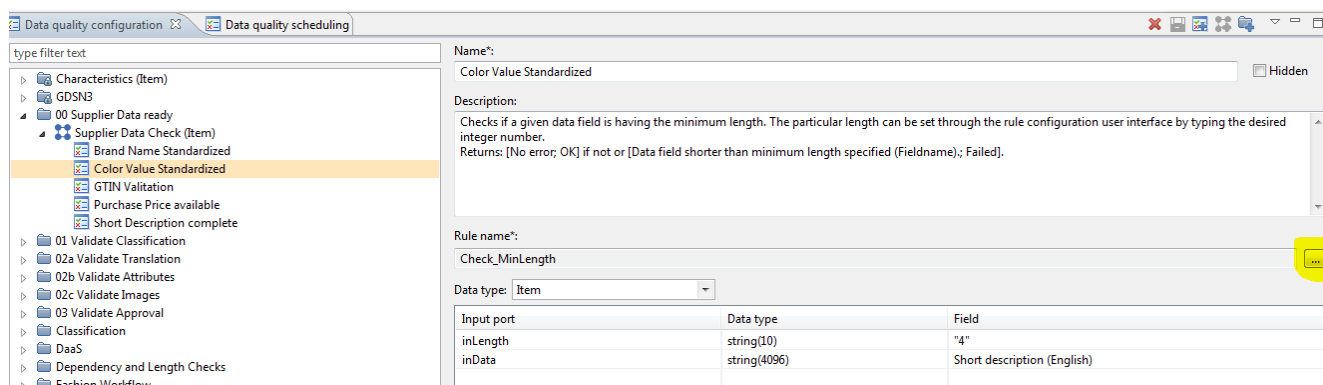 Data quality configuration Data quality scheduling
type filter text
Characteristics (Item)
GDSN3
00 Supplier Data ready
Supplier Data Check (Item)
Brand Name Standardized
Color Value Standardized
GTIN Valitation
Purchase Price available
Short Description complete
01 Validate Classification
02a Validate Translation
02b Validate Attributes
02c Validate Images
03 Validate Approval
Classification
DaaS
Dependency and Length Checks
Fashion Workflow
Name*:
Color Value Standardized
Hidden
Description:
Checks if a given data field is having the minimum length. The particular length can be set through the rule configuration user interface by typing the desired
integer number.
Returns: [No error; OK] if not or [Data field shorter than minimum length specified (Fieldname).; Failed].
Rule name*:
Check_MinLength
...
Data type: Item
Input port Data type Field
inLength string(10) "4"
inData string(4096) Short description (English)